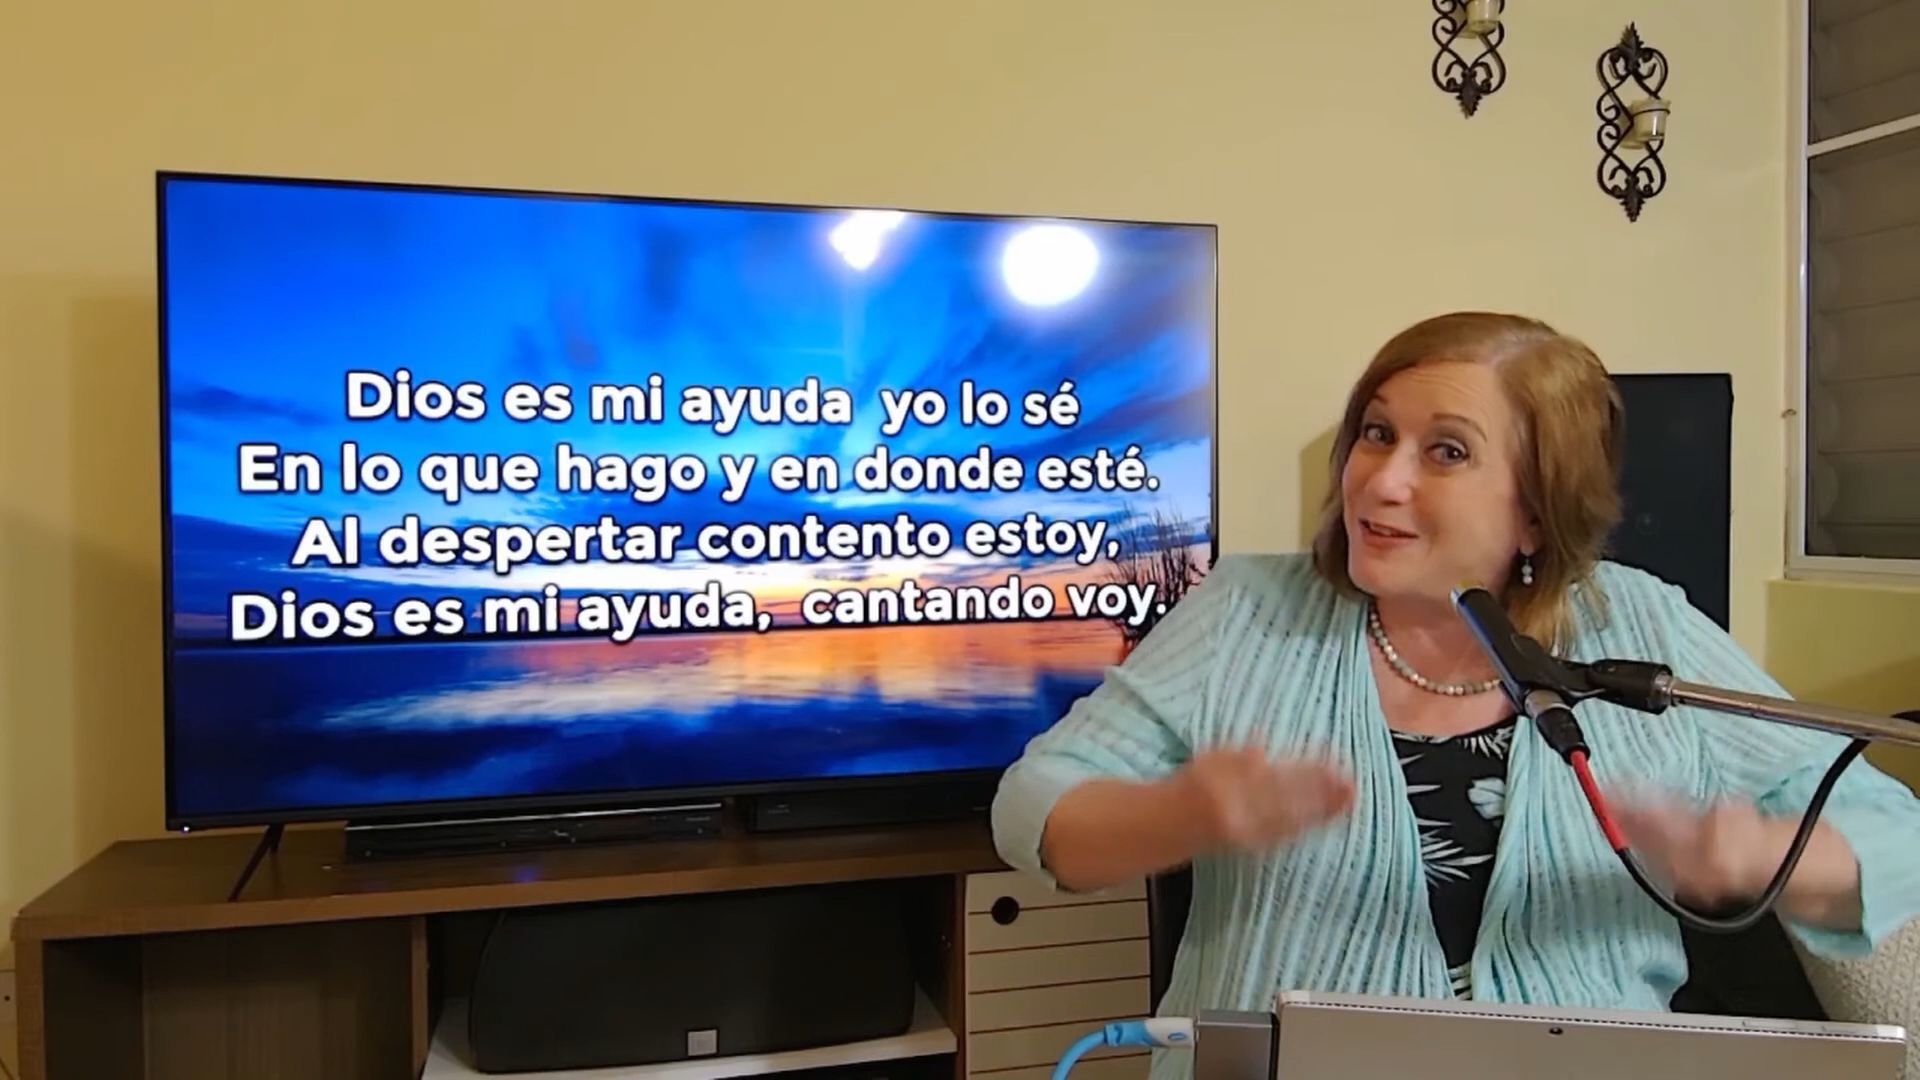 Dios es mi ayuda yo lo sé
En lo que hago y en donde esté.
Al despertar contento estoy,
Dios es mi ayuda, cantando voy.